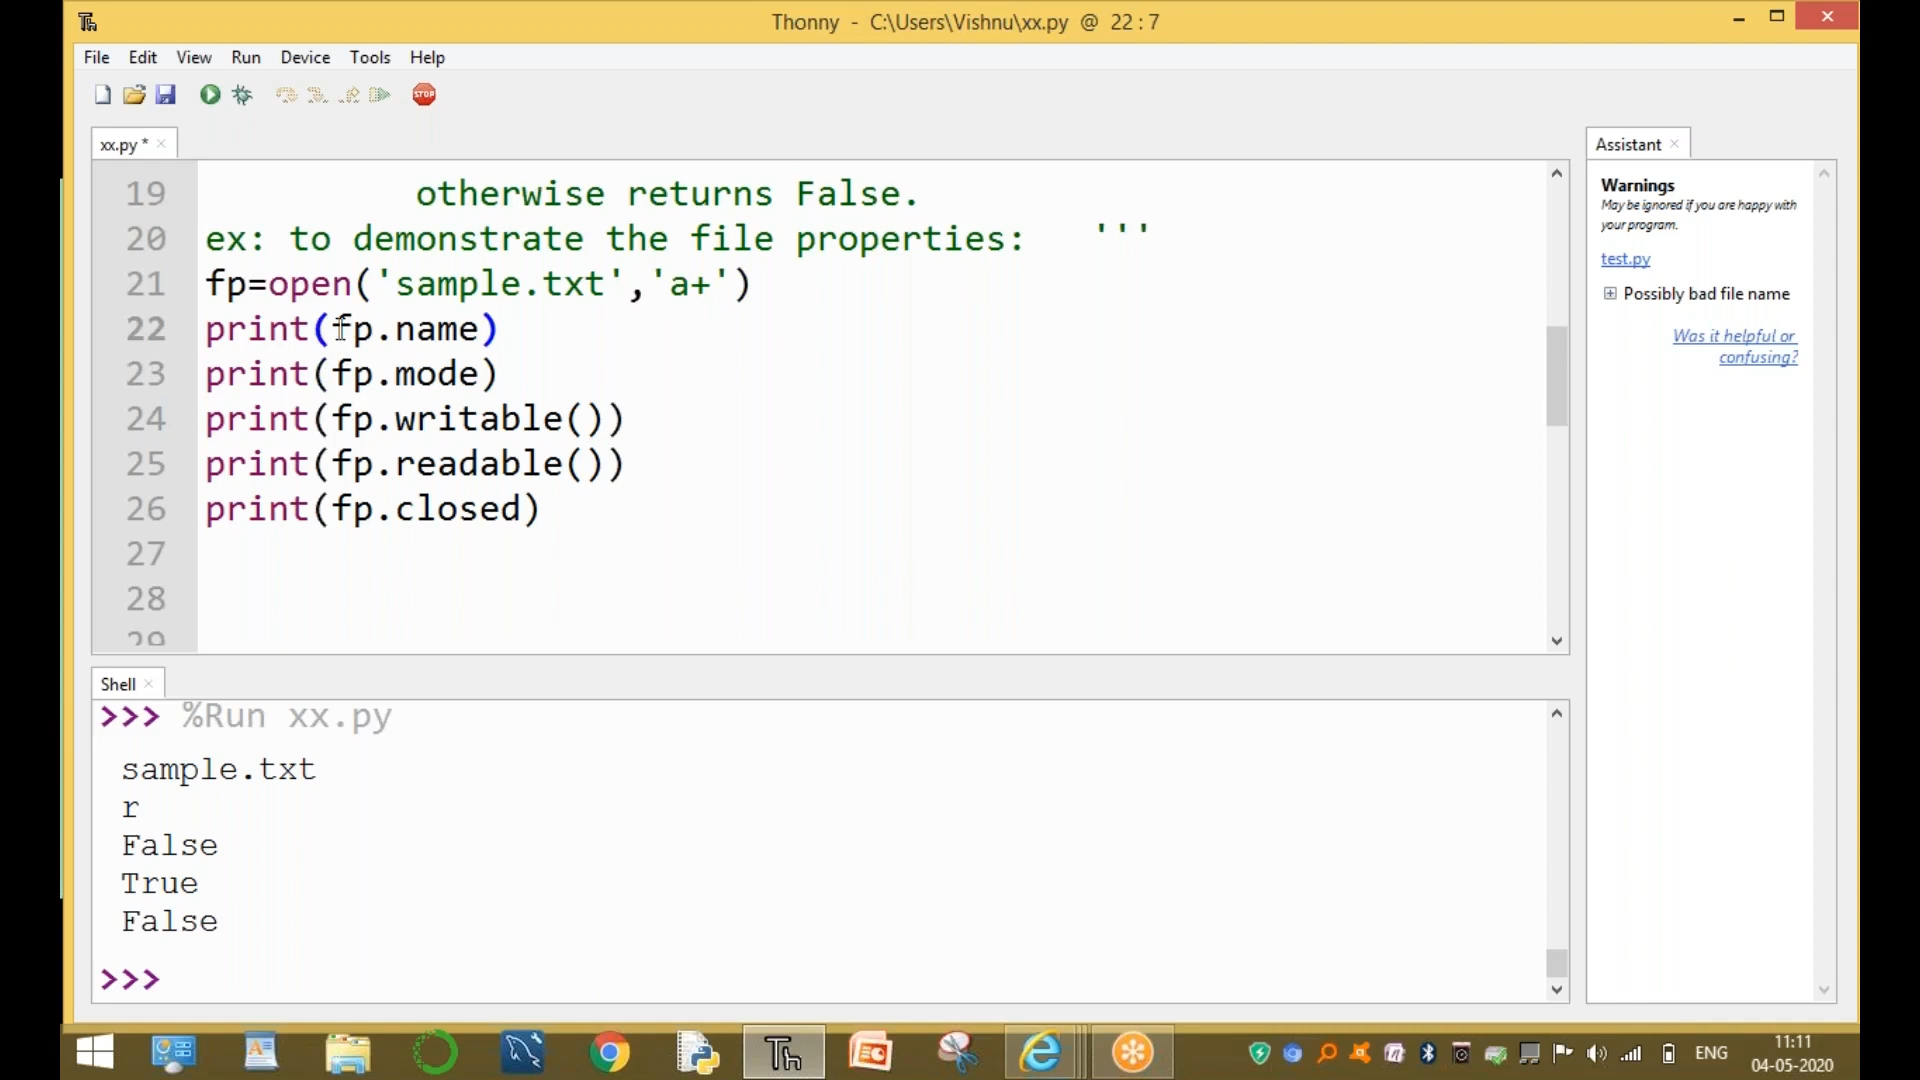 Th
Thonny - C:\Users\Vishnu\xx.py @ 22 : 7
File Edit View Run Device Tools Help
STOP
xx.py *
Assistant
19 otherwise returns False.
20 ex: to demonstrate the file properties: '''
21 fp=open('sample.txt','a+')
22 print(fp.name)
23 print(fp.mode)
24 print(fp.writable())
25 print(fp.readable())
26 print(fp.closed)
27
28
29
Warnings
May be ignored if you are happy with
your program.
test.py
Possibly bad file name
Was it helpful or
confusing?
Shell
>>> %Run xx.py
sample.txt
r
False
True
False
>>>
Th
ENG
11:11
04-05-2020